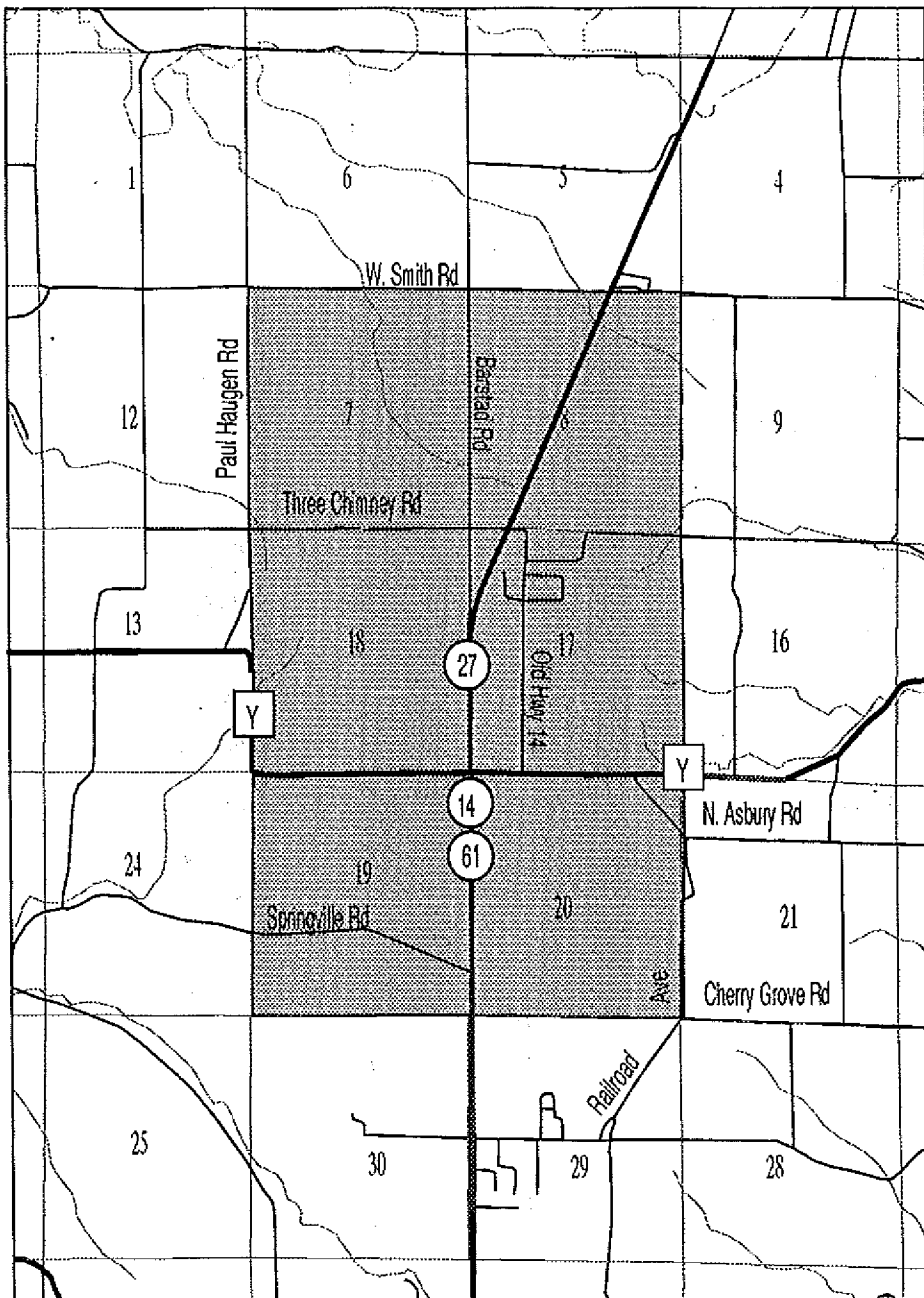 1
6
5
4
W. Smith Rd
Paul Haugen Rd
Barstad Rd
12
7
8
9
Three Chimney Rd
13
18
27
17
Old Hwy 14
16
Y
Y
14
N. Asbury Rd
61
24
19
Springville Rd
20
21
Ave
Cherry Grove Rd
Railroad
25
30
29
28